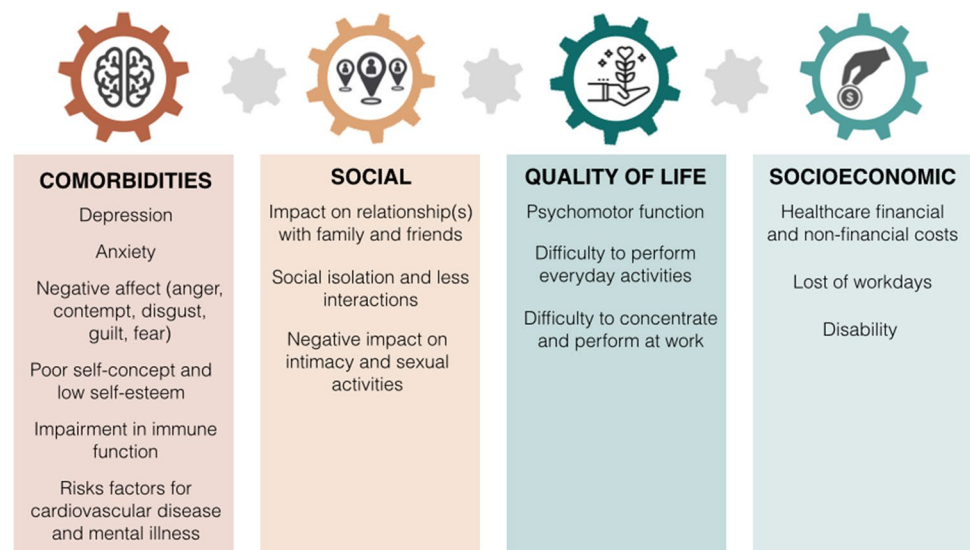 COMORBIDITIES
Depression
Anxiety
Negative affect (anger,
contempt, disgust,
guilt, fear)
Poor self-concept and
low self-esteem
Impairment in immune
function
Risks factors for
cardiovascular disease
and mental illness
SOCIAL
Impact on relationship(s)
with family and friends
Social isolation and less
interactions
Negative impact on
intimacy and sexual
activities
QUALITY OF LIFE
Psychomotor function
Difficulty to perform
everyday activities
Difficulty to concentrate
and perform at work
SOCIOECONOMIC
Healthcare financial
and non-financial costs
Lost of workdays
Disability
$